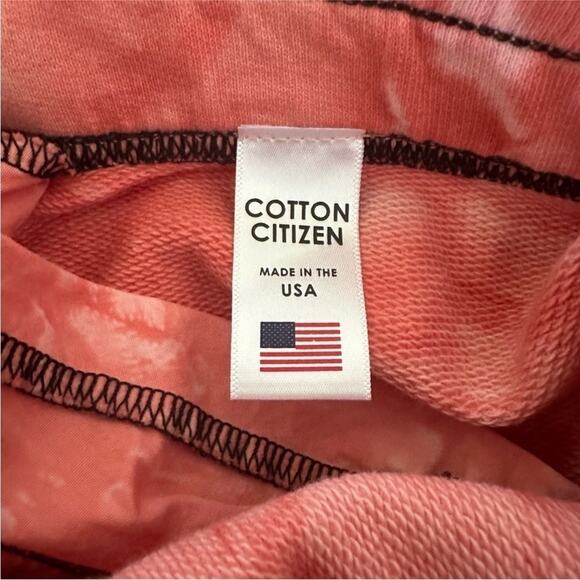 COTTON
CITIZEN
MADE IN THE
USA